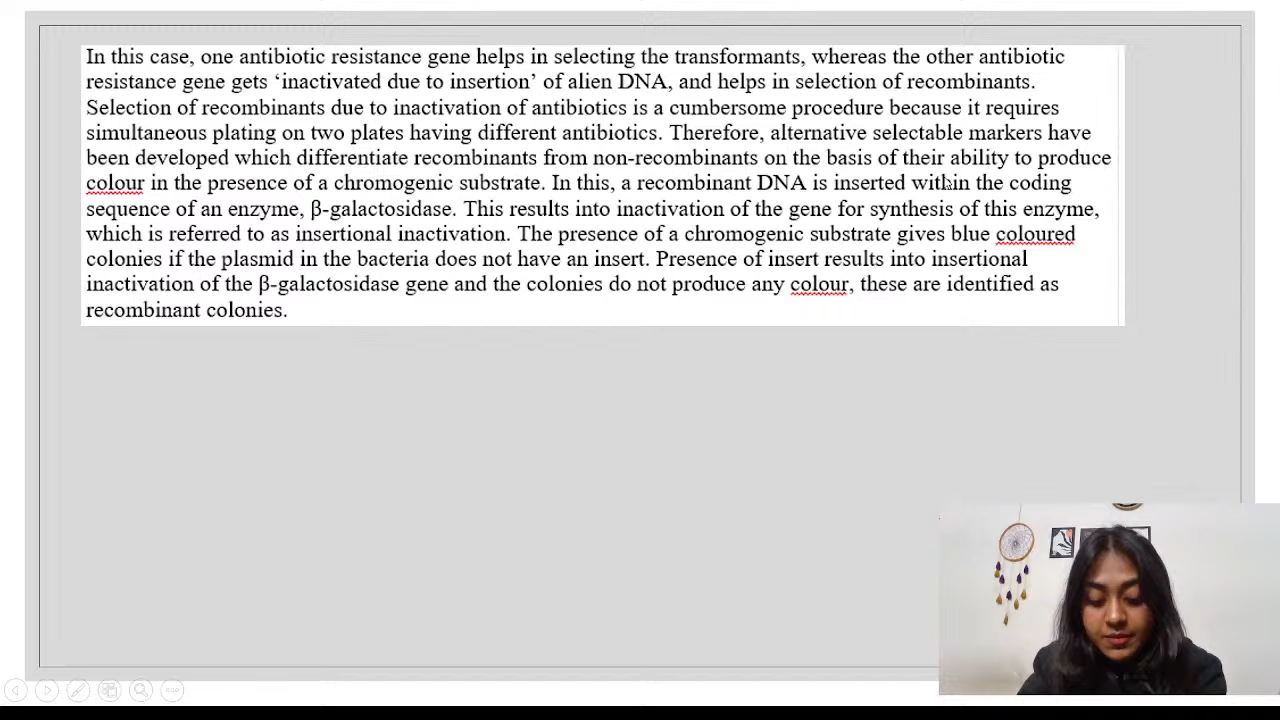 In this case, one antibiotic resistance gene helps in selecting the transformants, whereas the other antibiotic
resistance gene gets ‘inactivated due to insertion’ of alien DNA, and helps in selection of recombinants.
Selection of recombinants due to inactivation of antibiotics is a cumbersome procedure because it requires
simultaneous plating on two plates having different antibiotics. Therefore, alternative selectable markers have
been developed which differentiate recombinants from non-recombinants on the basis of their ability to produce
colour in the presence of a chromogenic substrate. In this, a recombinant DNA is inserted within the coding
sequence of an enzyme, β-galactosidase. This results into inactivation of the gene for synthesis of this enzyme,
which is referred to as insertional inactivation. The presence of a chromogenic substrate gives blue coloured
colonies if the plasmid in the bacteria does not have an insert. Presence of insert results into insertional
inactivation of the β-galactosidase gene and the colonies do not produce any colour, these are identified as
recombinant colonies.